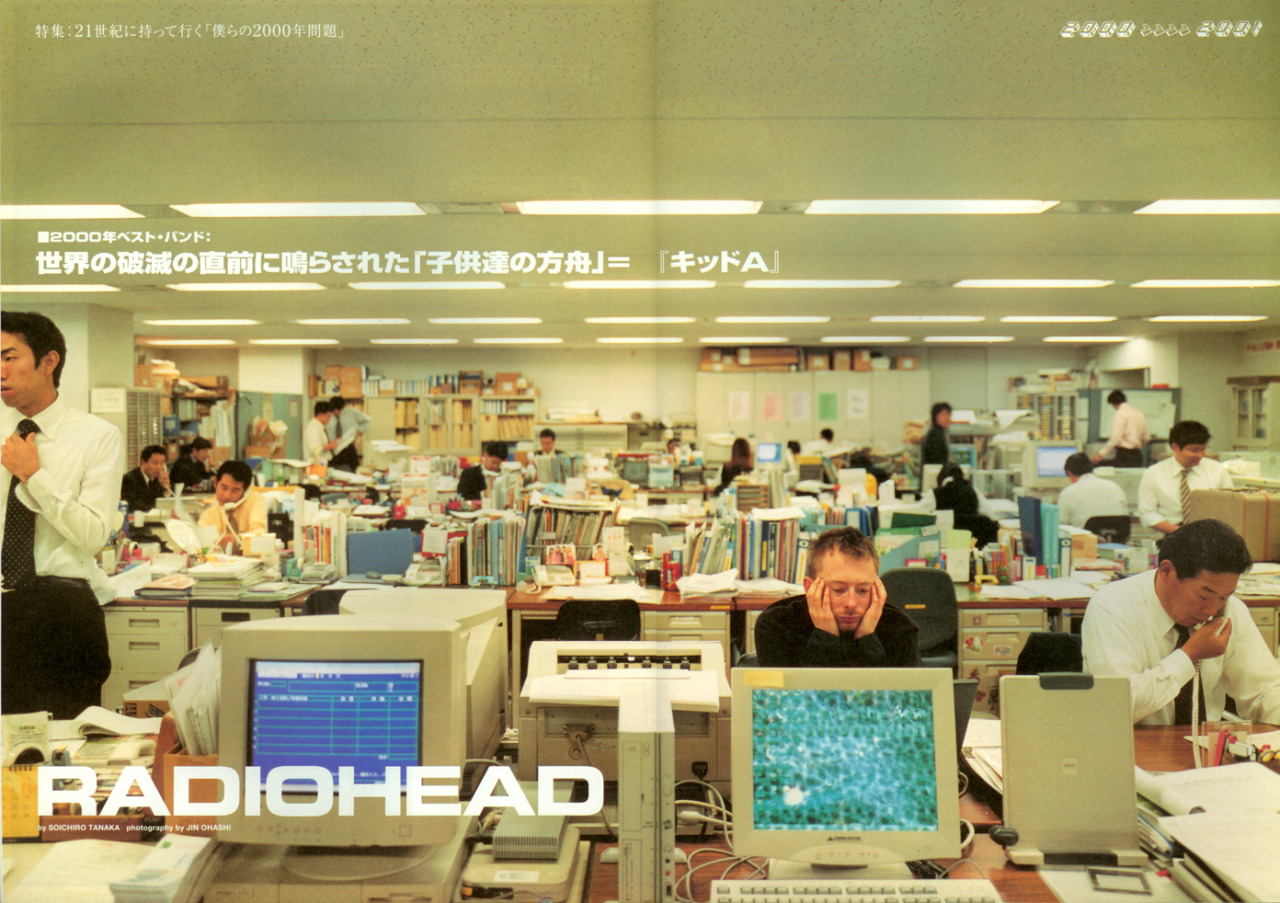 特集：21世紀に持って行く「僕らの2000年問題」
2000 >>>> 2001
■2000年ベスト・バンド：
世界の破滅の直前に鳴らされた「子供達の方舟」＝『キッドA』
RADIOHEAD
by SOICHIRO TANAKA photography by JIN OHASHI